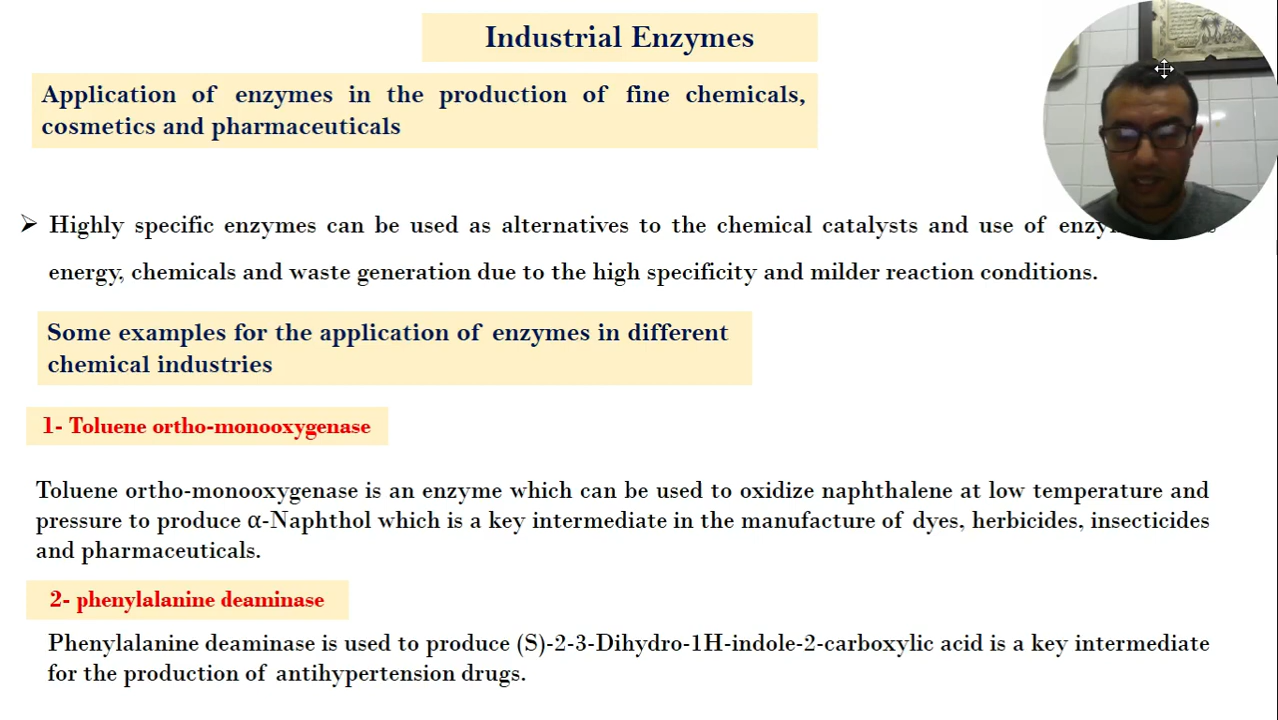 Industrial Enzymes
Application of enzymes in the production of fine chemicals,
cosmetics and pharmaceuticals
➢ Highly specific enzymes can be used as alternatives to the chemical catalysts and use of
energy, chemicals and waste generation due to the high specificity and milder reaction conditions.
Some examples for the application of enzymes in different
chemical industries
1- Toluene ortho-monooxygenase
Toluene ortho-monooxygenase is an enzyme which can be used to oxidize naphthalene at low temperature and
pressure to produce α-Naphthol which is a key intermediate in the manufacture of dyes, herbicides, insecticides
and pharmaceuticals.
2- phenylalanine deaminase
Phenylalanine deaminase is used to produce (S)-2-3-Dihydro-1H-indole-2-carboxylic acid is a key intermediate
for the production of antihypertension drugs.